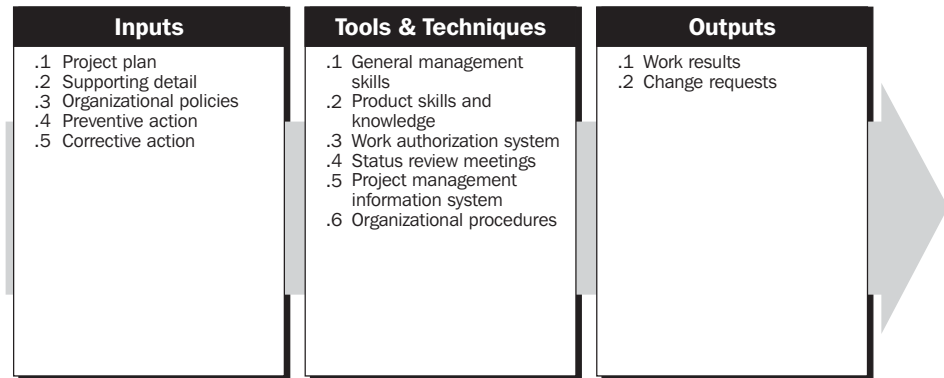 Inputs
.1 Project plan
.2 Supporting detail
.3 Organizational policies
.4 Preventive action
.5 Corrective action
Tools & Techniques
.1 General management
skills
.2 Product skills and
knowledge
.3 Work authorization system
.4 Status review meetings
.5 Project management
information system
.6 Organizational procedures
Outputs
.1 Work results
.2 Change requests